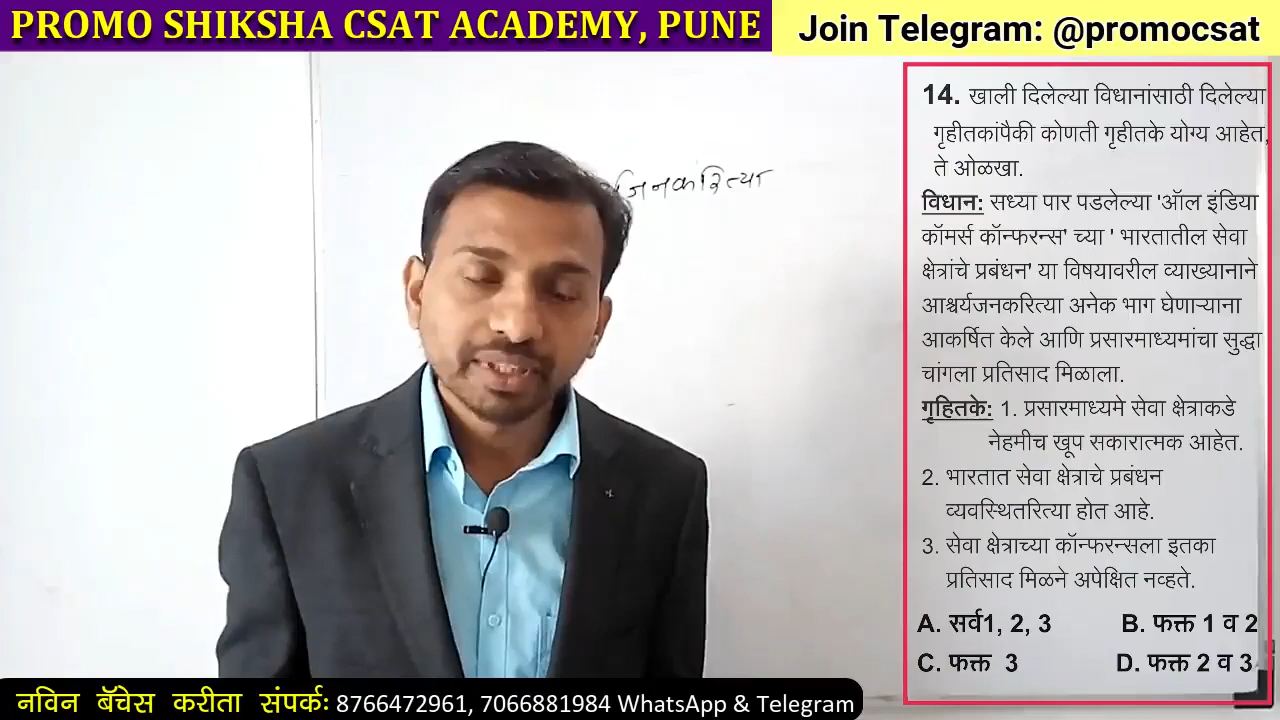 PROMO SHIKSHA CSAT ACADEMY, PUNE
Join Telegram: @promocsat
14. खाली दिलेल्या विधानांसाठी दिलेल्या
गृहीतकांपैकी कोणती गृहीतके योग्य आहेत,
ते ओळखा.
विधान: सध्या पार पडलेल्या 'ऑल इंडिया
कॉमर्स कॉन्फरन्स' च्या ' भारतातील सेवा
क्षेत्रांचे प्रबंधन' या विषयावरील व्याख्यानाने
आश्चर्यजनकरित्या अनेक भाग घेणाऱ्याना
आकर्षित केले आणि प्रसारमाध्यमांचा सुद्धा
चांगला प्रतिसाद मिळाला.
गृहितके: 1. प्रसारमाध्यमे सेवा क्षेत्राकडे
नेहमीच खूप सकारात्मक आहेत.
2. भारतात सेवा क्षेत्राचे प्रबंधन
व्यवस्थितरित्या होत आहे.
3. सेवा क्षेत्राच्या कॉन्फरन्सला इतका
प्रतिसाद मिळने अपेक्षित नव्हते.
A. सर्व1, 2, 3 B. फक्त 1 व 2
C. फक्त 3 D. फक्त 2 व 3
र्यजनकरित्या
नविन बॅचेस करीता संपर्क: 8766472961, 7066881984 WhatsApp & Telegram